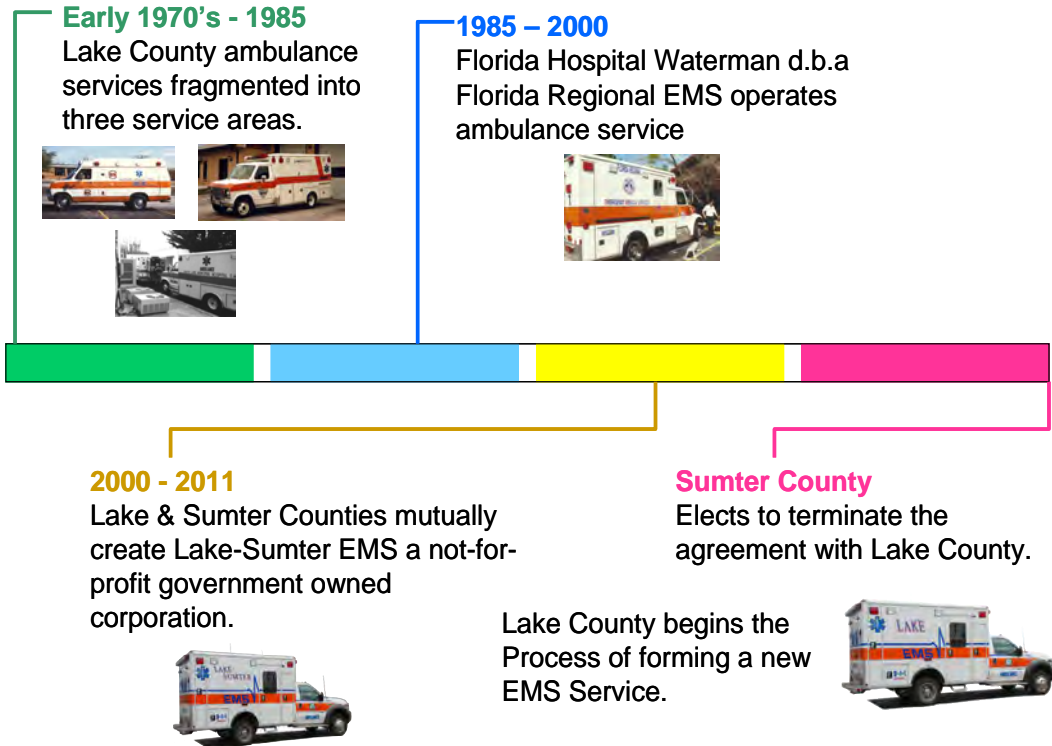 Early 1970's - 1985
Lake County ambulance
services fragmented into
three service areas.
1985 – 2000
Florida Hospital Waterman d.b.a
Florida Regional EMS operates
ambulance service
2000 - 2011
Lake & Sumter Counties mutually
create Lake-Sumter EMS a not-for-
profit government owned
corporation.
LAKE
SUMTER
EMS
Sumter County
Elects to terminate the
agreement with Lake County.
Lake County begins the
Process of forming a new
EMS Service.
LAKE
EMS